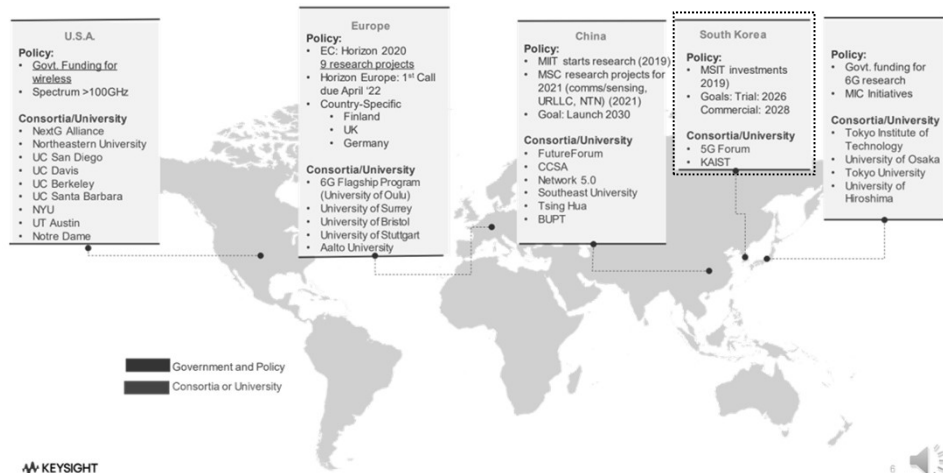 U.S.A.
Policy:
• Govt. Funding for
wireless
• Spectrum >100GHz
Consortia/University
• NextG Alliance
• Northeastern University
• UC San Diego
• UC Davis
• UC Berkeley
• UC Santa Barbara
• NYU
• UT Austin
• Notre Dame
Europe
Policy:
• EC: Horizon 2020
9 research projects
• Horizon Europe: 1st Call
due April '22
• Country-Specific
• Finland
• UK
• Germany
Consortia/University
• 6G Flagship Program
(University of Oulu)
• University of Surrey
• University of Bristol
• University of Stuttgart
• Aalto University
China
Policy:
• MIIT starts research (2019)
• MSC research projects for
2021 (comms/sensing,
URLLC, NTN) (2021)
• Goal: Launch 2030
Consortia/University
• FutureForum
• CCSA
• Network 5.0
• Southeast University
• Tsing Hua
• BUPT
South Korea
Policy:
• MSIT investments
2019)
• Goals: Trial: 2026
Commercial: 2028
Consortia/University
• 5G Forum
• KAIST
Policy:
• Govt. funding for
6G research
• MIC Initiatives
Consortia/University
• Tokyo Institute of
Technology
• University of Osaka
• Tokyo University
• University of
Hiroshima
Government and Policy
Consortia or University
KEYSIGHT
6